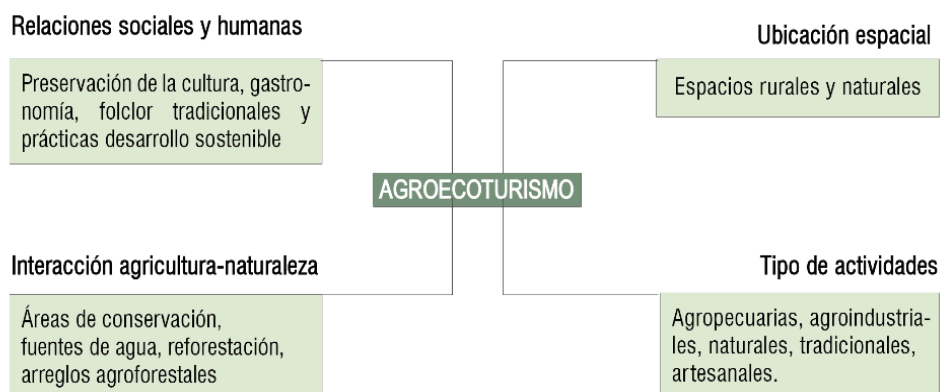 Relaciones sociales y humanas
Preservación de la cultura, gastro-
nomía, folclor tradicionales y
prácticas desarrollo sostenible
Ubicación espacial
Espacios rurales y naturales
AGROECOTURISMO
Interacción agricultura-naturaleza
Áreas de conservación,
fuentes de agua, reforestación,
arreglos agroforestales
Tipo de actividades
Agropecuarias, agroindustria-
les, naturales, tradicionales,
artesanales.